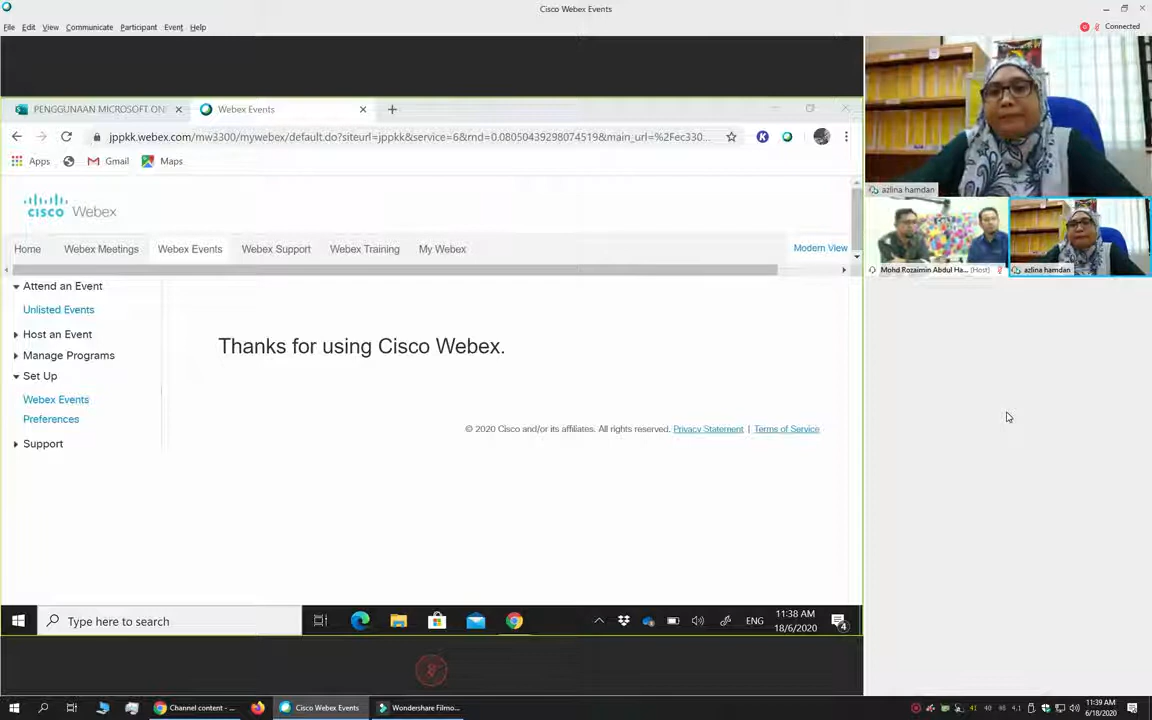 Cisco Webex Events
File Edit View Communicate Participant Event Help
Connected
PENGGUNAAN MICROSOFT ON
Webex Events
jppkk.webex.com/mw3300/mywebex/default.do?siteurl=jppkk&service=6&rnd=0.0805043929807451​9&main_url=%2Fec330...
Apps Gmail Maps
cisco Webex
Home Webex Meetings Webex Events Webex Support Webex Training My Webex Modern View
Attend an Event
Unlisted Events
Host an Event
Manage Programs
Set Up
Webex Events
Preferences
Support
Thanks for using Cisco Webex.
© 2020 Cisco and/or its affiliates. All rights reserved. Privacy Statement | Terms of Service
azlina hamdan
Mohd Rozaimin Abdul Ha... (Host)
azlina hamdan
Type here to search
ENG
11:38 AM
18/6/2020
4
Channel content - ...
Cisco Webex Events
Wondershare Filmo...
11:39 AM
6/18/2020